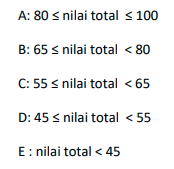 A: 80 ≤ nilai total ≤ 100
B: 65 ≤ nilai total < 80
C: 55 ≤ nilai total < 65
D: 45 ≤ nilai total < 55
E : nilai total < 45